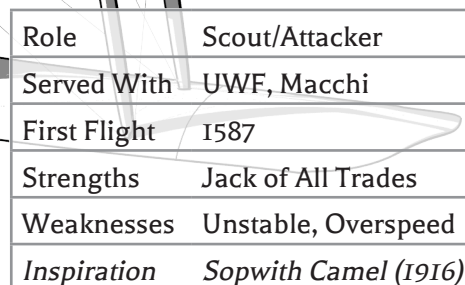 Role Scout/Attacker
Served With UWF, Macchi
First Flight 1587
Strengths Jack of All Trades
Weaknesses Unstable, Overspeed
Inspiration Sopwith Camel (1916)